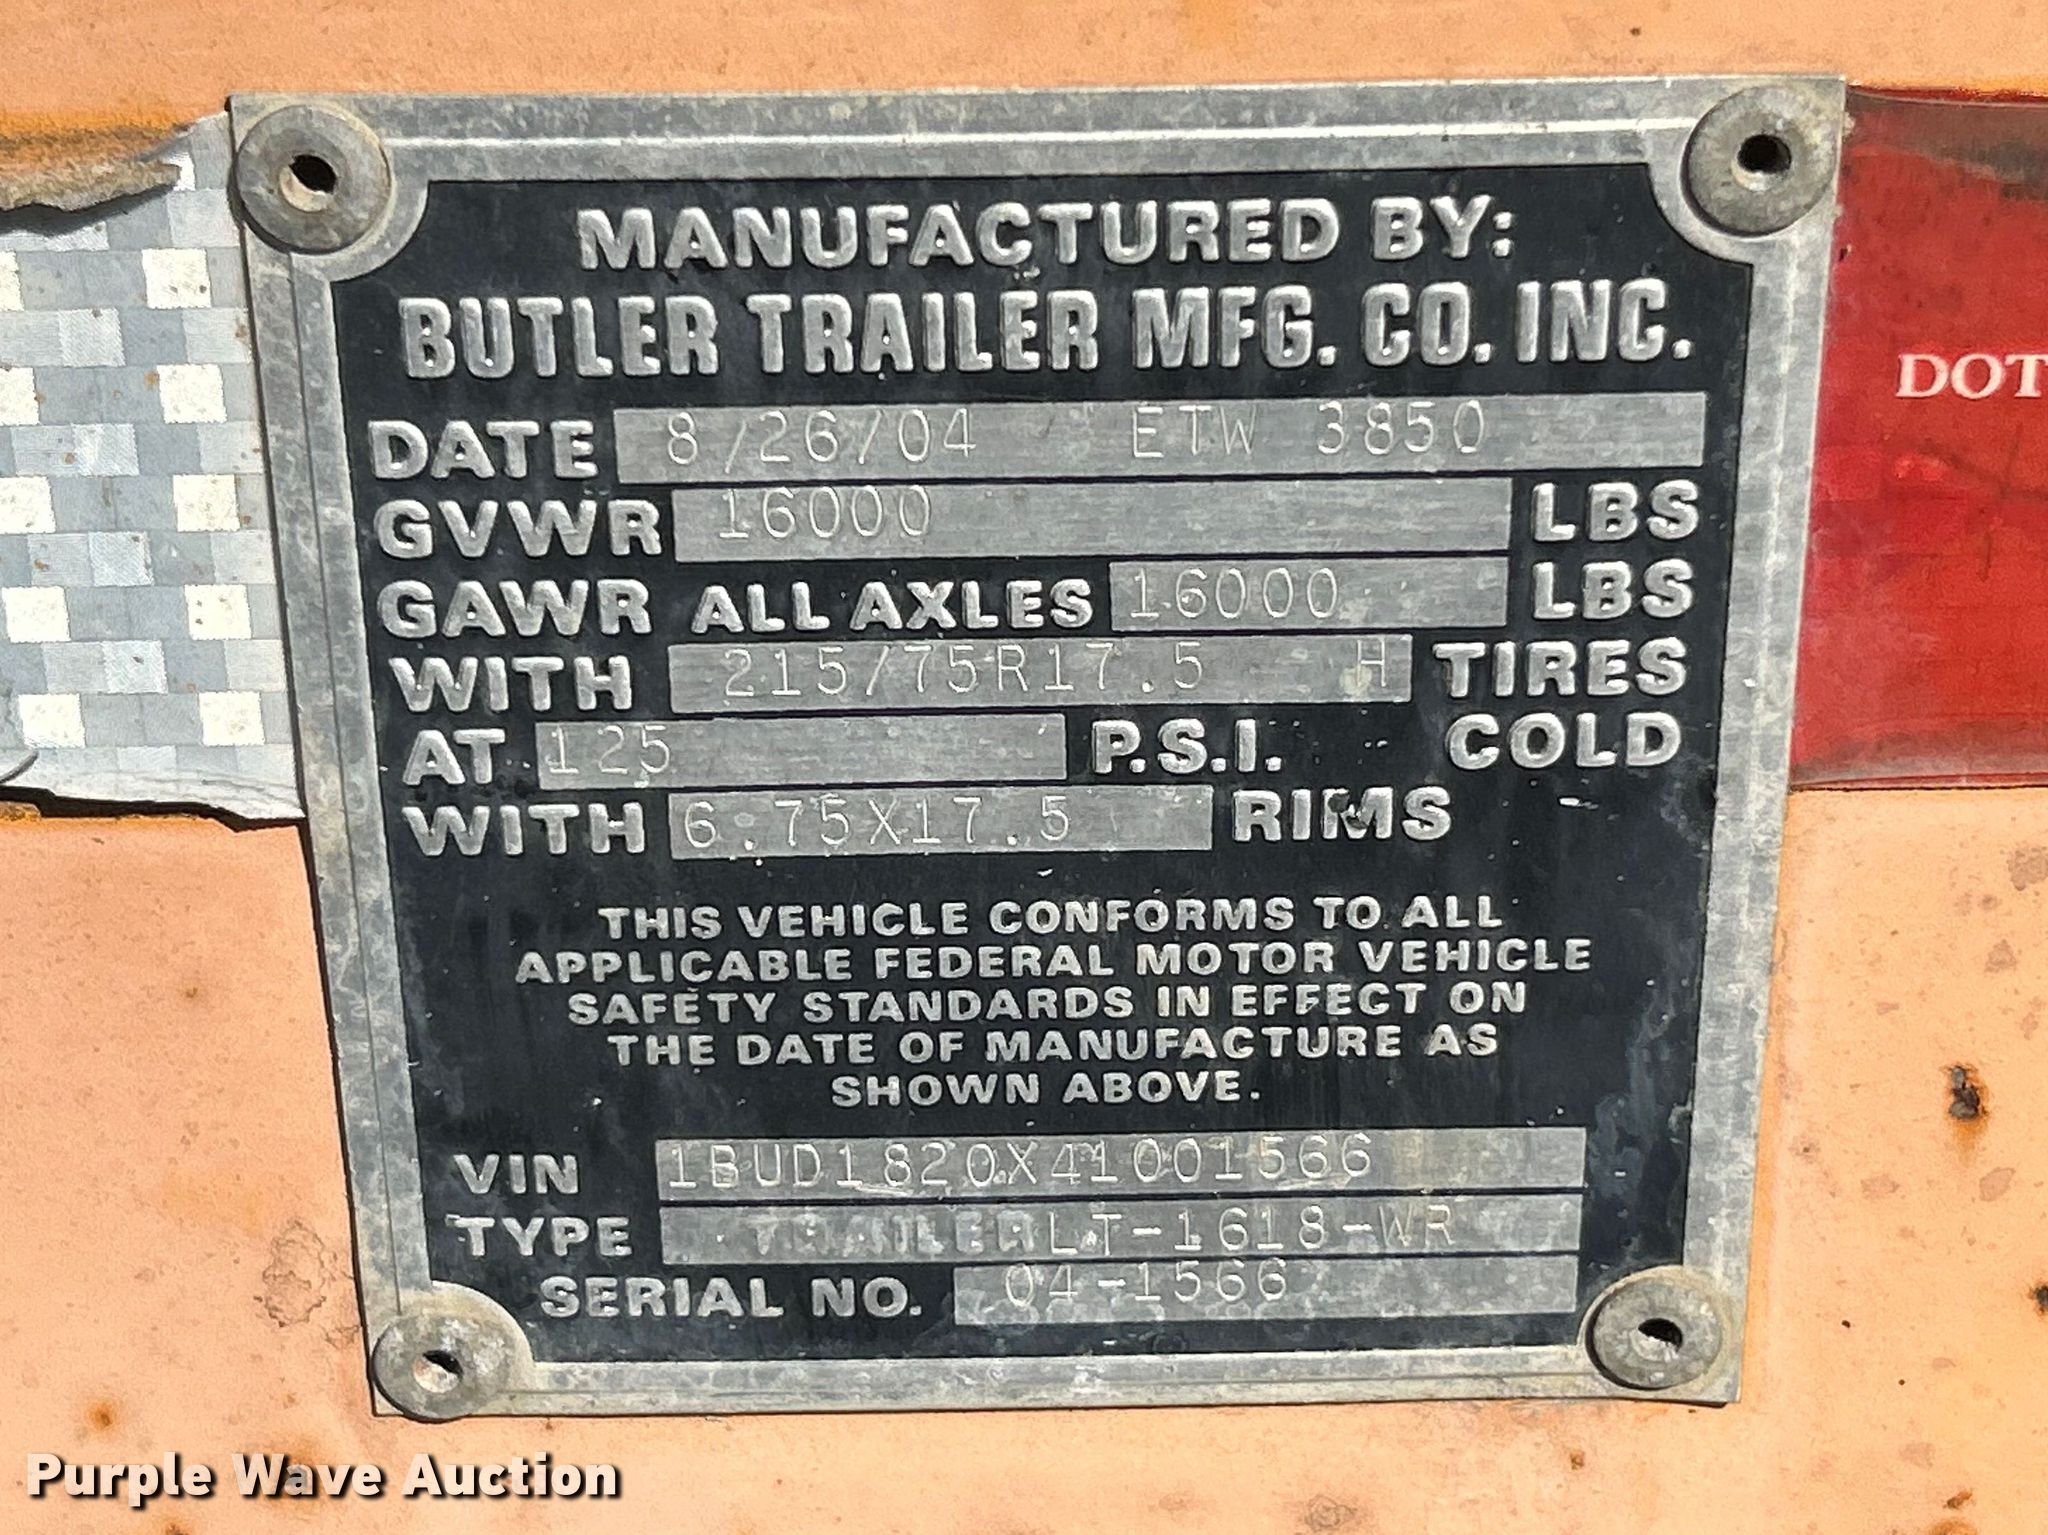 MANUFACTURED BY:
BUTLER TRAILER MFG. CO. INC.
DATE 8/26/04 ETW 3850
GVWR 16000 LBS
GAWR ALL AXLES 16000 LBS
WITH 215/75R17.5 H TIRES
AT 125 P.S.I. COLD
WITH 6.75X17.5 RIMS
THIS VEHICLE CONFORMS TO ALL
APPLICABLE FEDERAL MOTOR VEHICLE
SAFETY STANDARDS IN EFFECT ON
THE DATE OF MANUFACTURE AS
SHOWN ABOVE.
VIN 1BUD1820X41001566
TYPE TRAILER LT-1618-WR
SERIAL NO. 04-1566
DOT
Purple Wave Auction